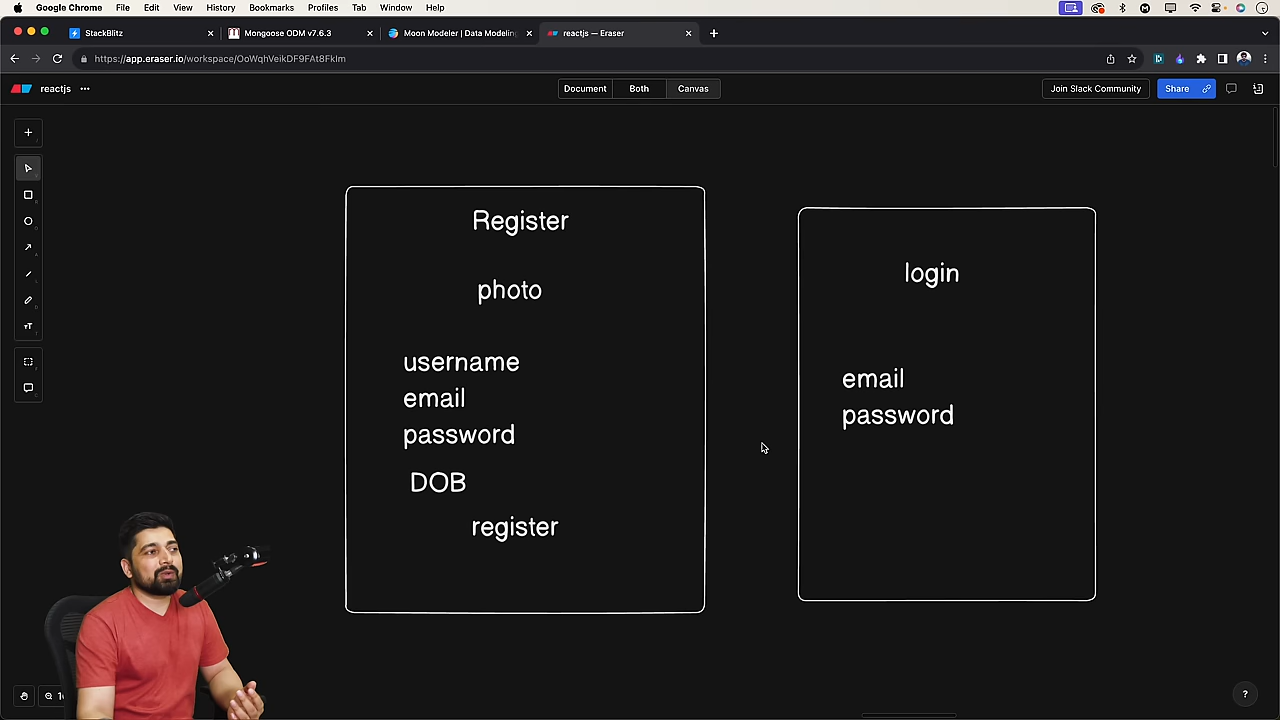 Google Chrome File Edit View History Bookmarks Profiles Tab Window Help
StackBlitz
Mongoose ODM v7.6.3
Moon Modeler | Data Modeling
reactjs — Eraser
https://app.eraser.io/workspace/OoWqhVeikDF9FAt8FkIm
reactjs
Document Both Canvas
Join Slack Community
Share
Register
photo
username
email
password
DOB
register
login
email
password
?